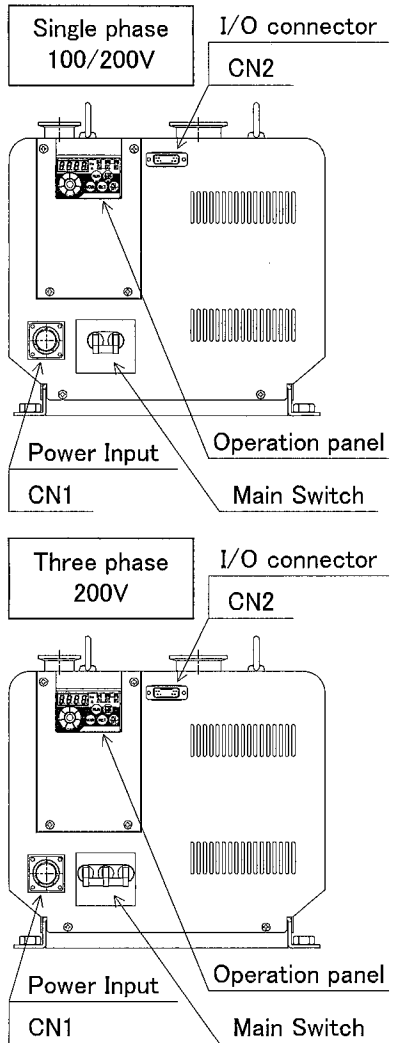 Single phase
100/200V
I/O connector
CN2
Power Input
CN1
Operation panel
Main Switch
Three phase
200V
I/O connector
CN2
Power Input
CN1
Operation panel
Main Switch